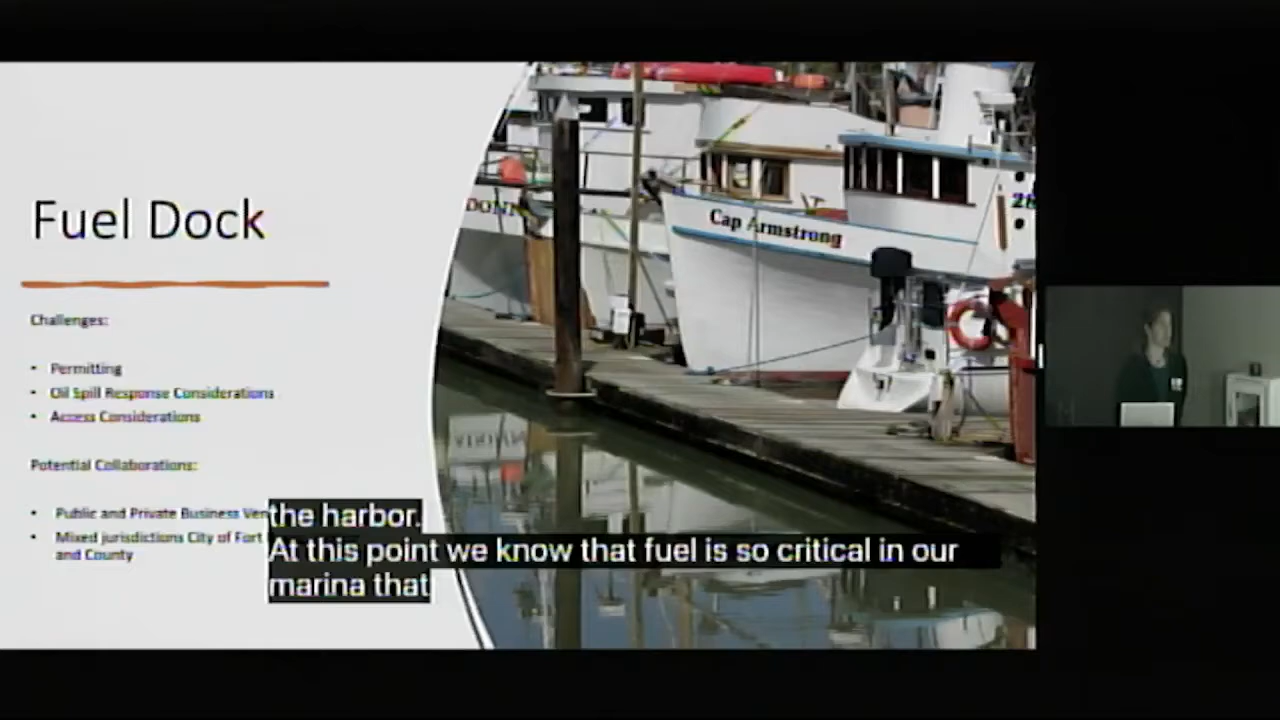 Fuel Dock
Challenges:
• Permitting
• Oil Spill Response Considerations
• Access Considerations
Potential Collaborations:
• Public and Private Business
• Mixed jurisdictions City of Fort
and County
the harbor.
At this point we know that fuel is so critical in our
marina that
Cap Armstrong
28